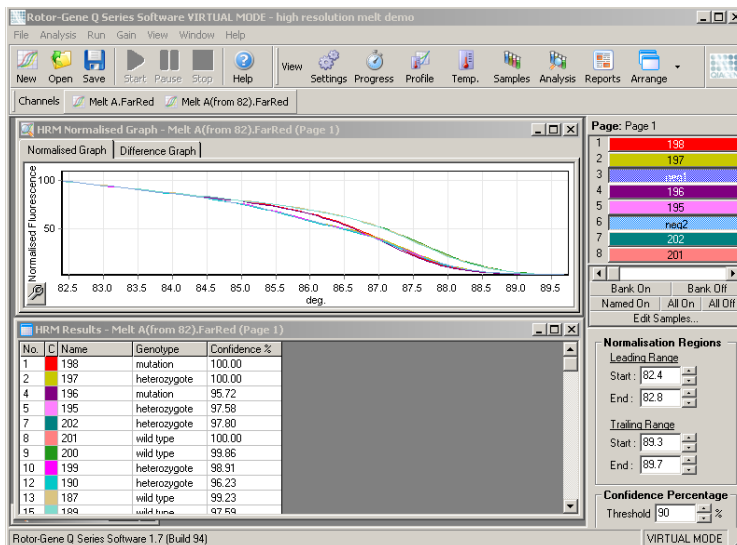 Rotor-Gene Q Series Software VIRTUAL MODE - high resolution melt demo
File Analysis Run Gain View Window Help
New Open Save Start Pause Stop Help View Settings Progress Profile Temp. Samples Analysis Reports Arrange
Channels Melt A.FarRed Melt A(from 82).FarRed
HRM Normalised Graph - Melt A(from 82).FarRed (Page 1)
Normalised Graph Difference Graph
Normalised Fluorescence
100
50
82.5 83.0 83.5 84.0 84.5 85.0 85.5 86.0 86.5 87.0 87.5 88.0 88.5 89.0 89.5
deg.
HRM Results - Melt A(from 82).FarRed (Page 1)
No. C Name Genotype Confidence %
1 198 mutation 100.00
2 197 heterozygote 100.00
4 196 mutation 95.72
5 195 heterozygote 97.58
7 202 heterozygote 97.80
8 201 wild type 100.00
9 200 wild type 99.86
10 199 heterozygote 98.91
12 190 heterozygote 96.23
13 187 wild type 99.23
15 189 wild type 97.59
Page: Page 1
1 198
2 197
3 neg1
4 196
5 195
6 neg2
7 202
8 201
Bank On Bank Off
Named On All On All Off
Edit Samples...
Normalisation Regions
Leading Range
Start : 82.4
End : 82.8
Trailing Range
Start : 89.3
End : 89.7
Confidence Percentage
Threshold 90 %
Rotor-Gene Q Series Software 1.7 (Build 94)
VIRTUAL MODE